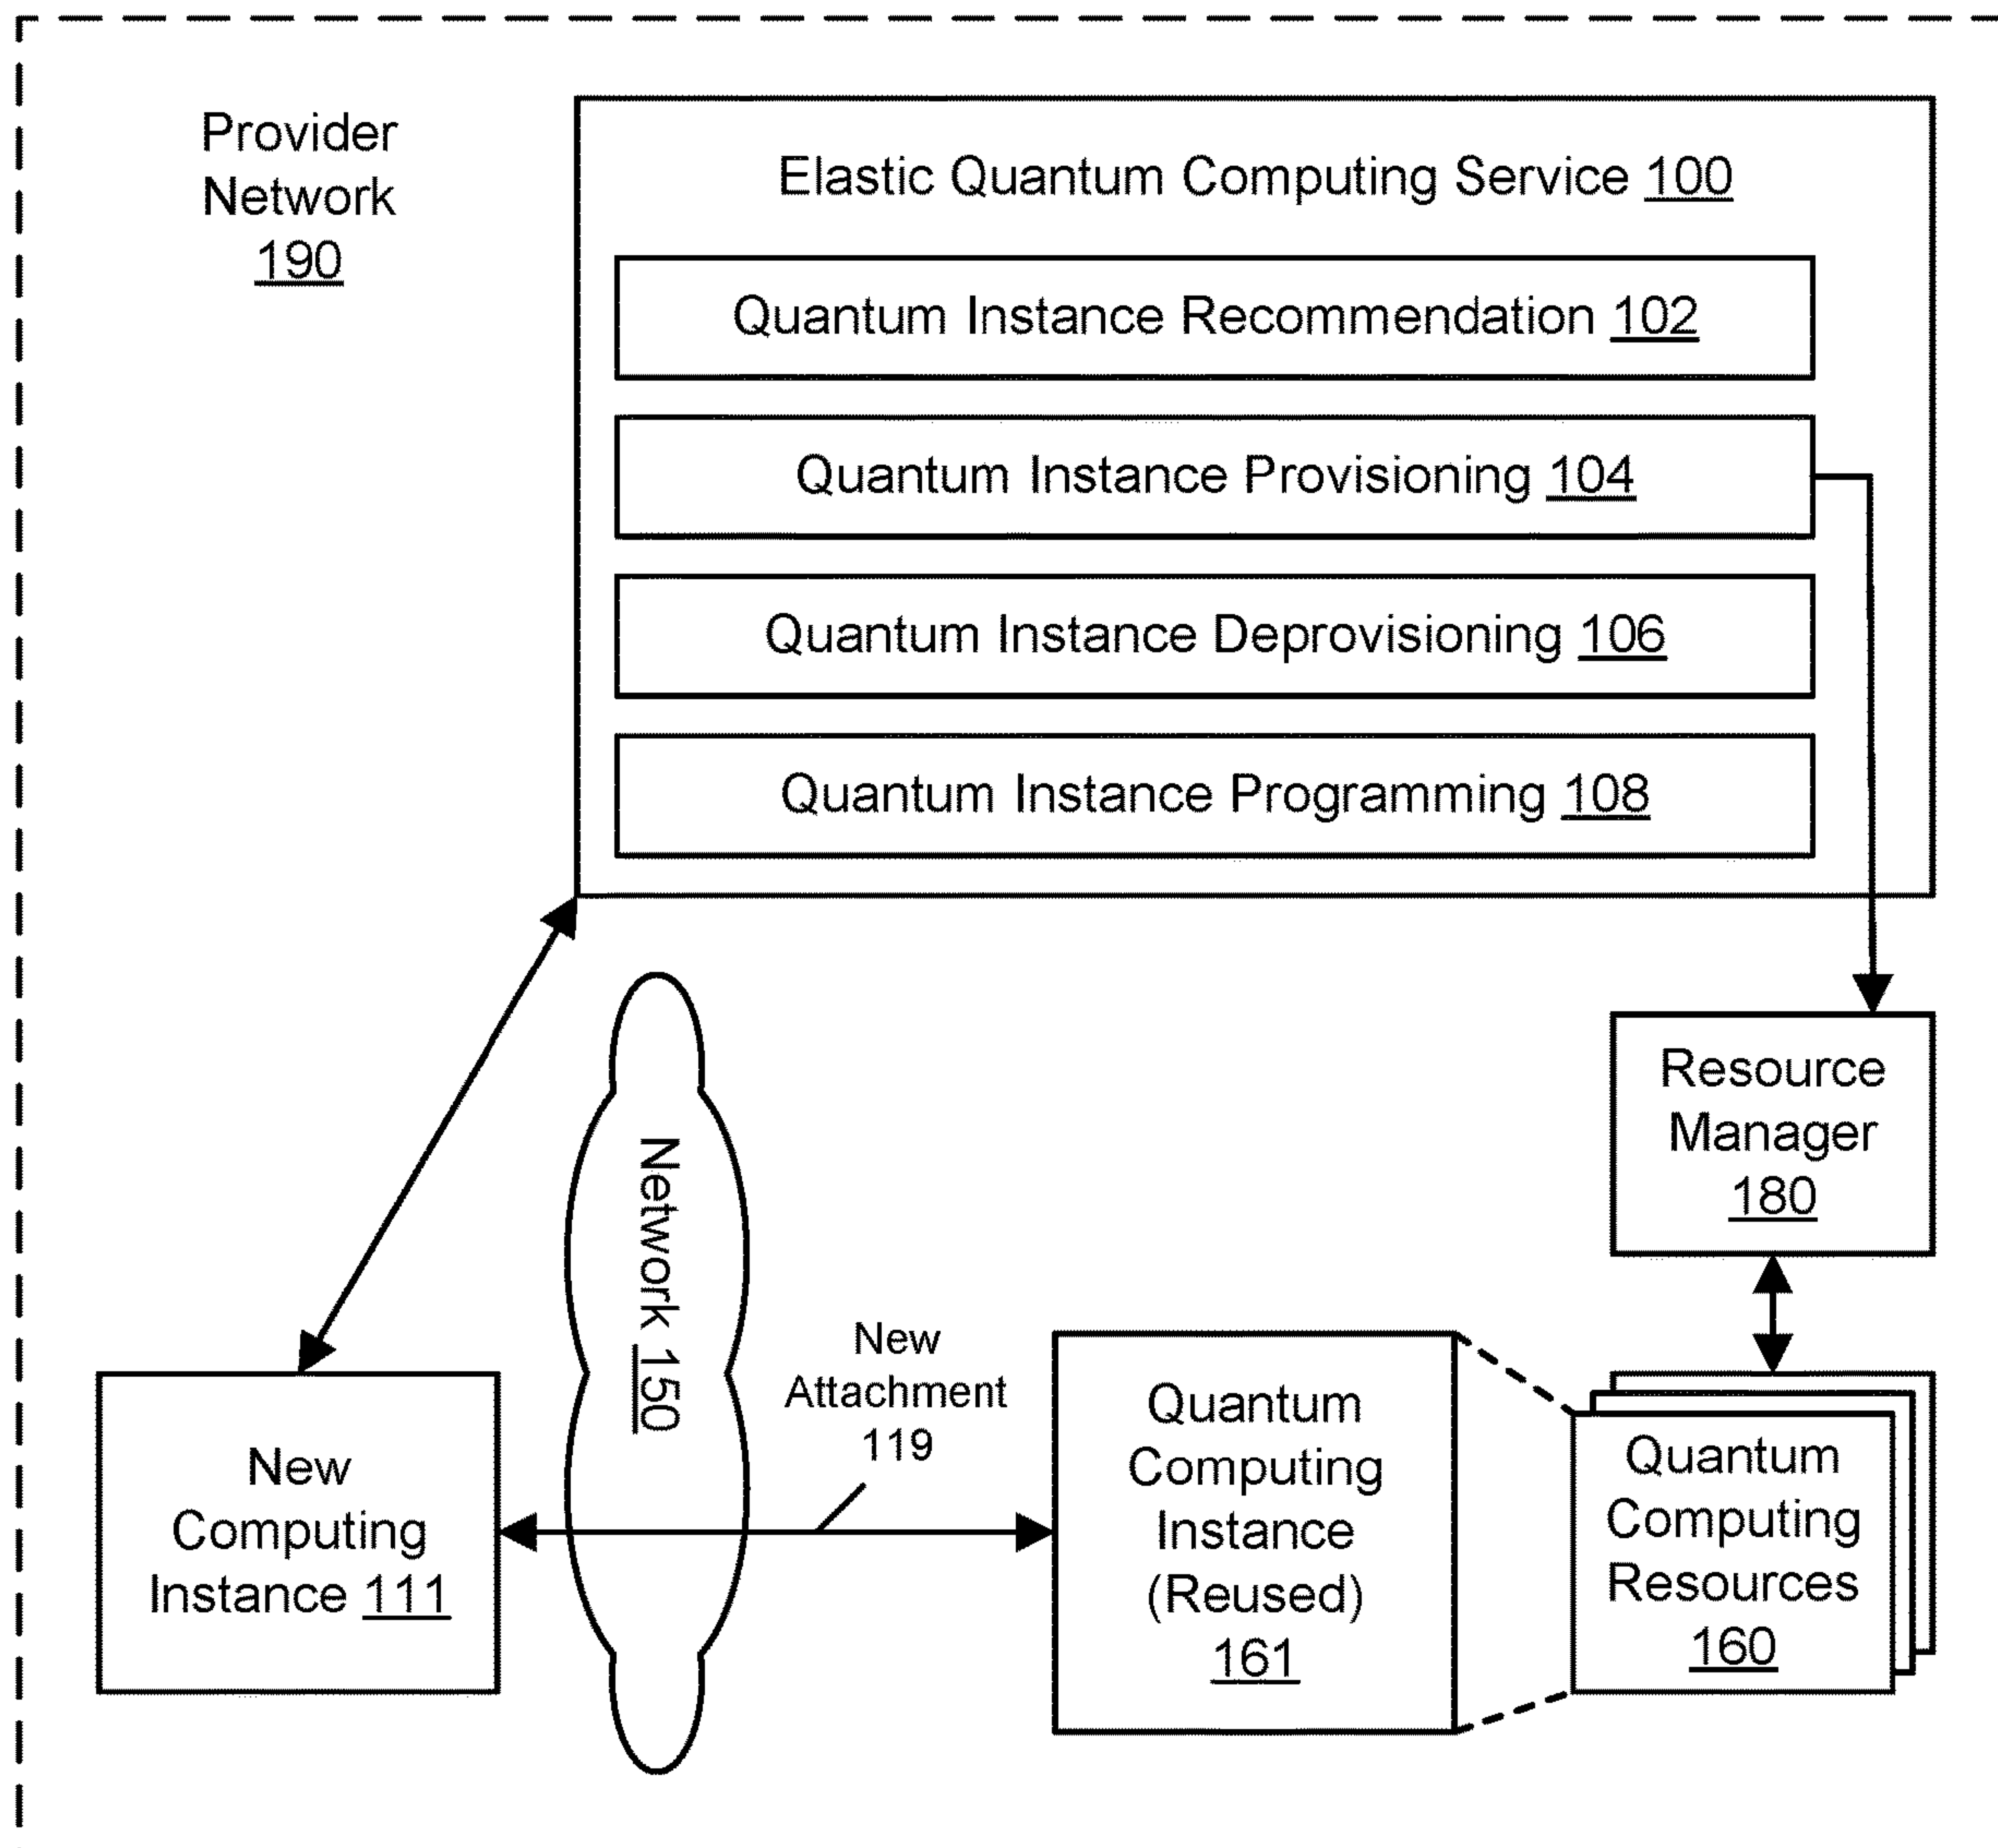 Provider
Network
190
Elastic Quantum Computing Service 100
Quantum Instance Recommendation 102
Quantum Instance Provisioning 104
Quantum Instance Deprovisioning 106
Quantum Instance Programming 108
Resource
Manager
180
Network 150
New
Attachment
119
New
Computing
Instance 111
Quantum
Computing
Instance
(Reused)
161
Quantum
Computing
Resources
160